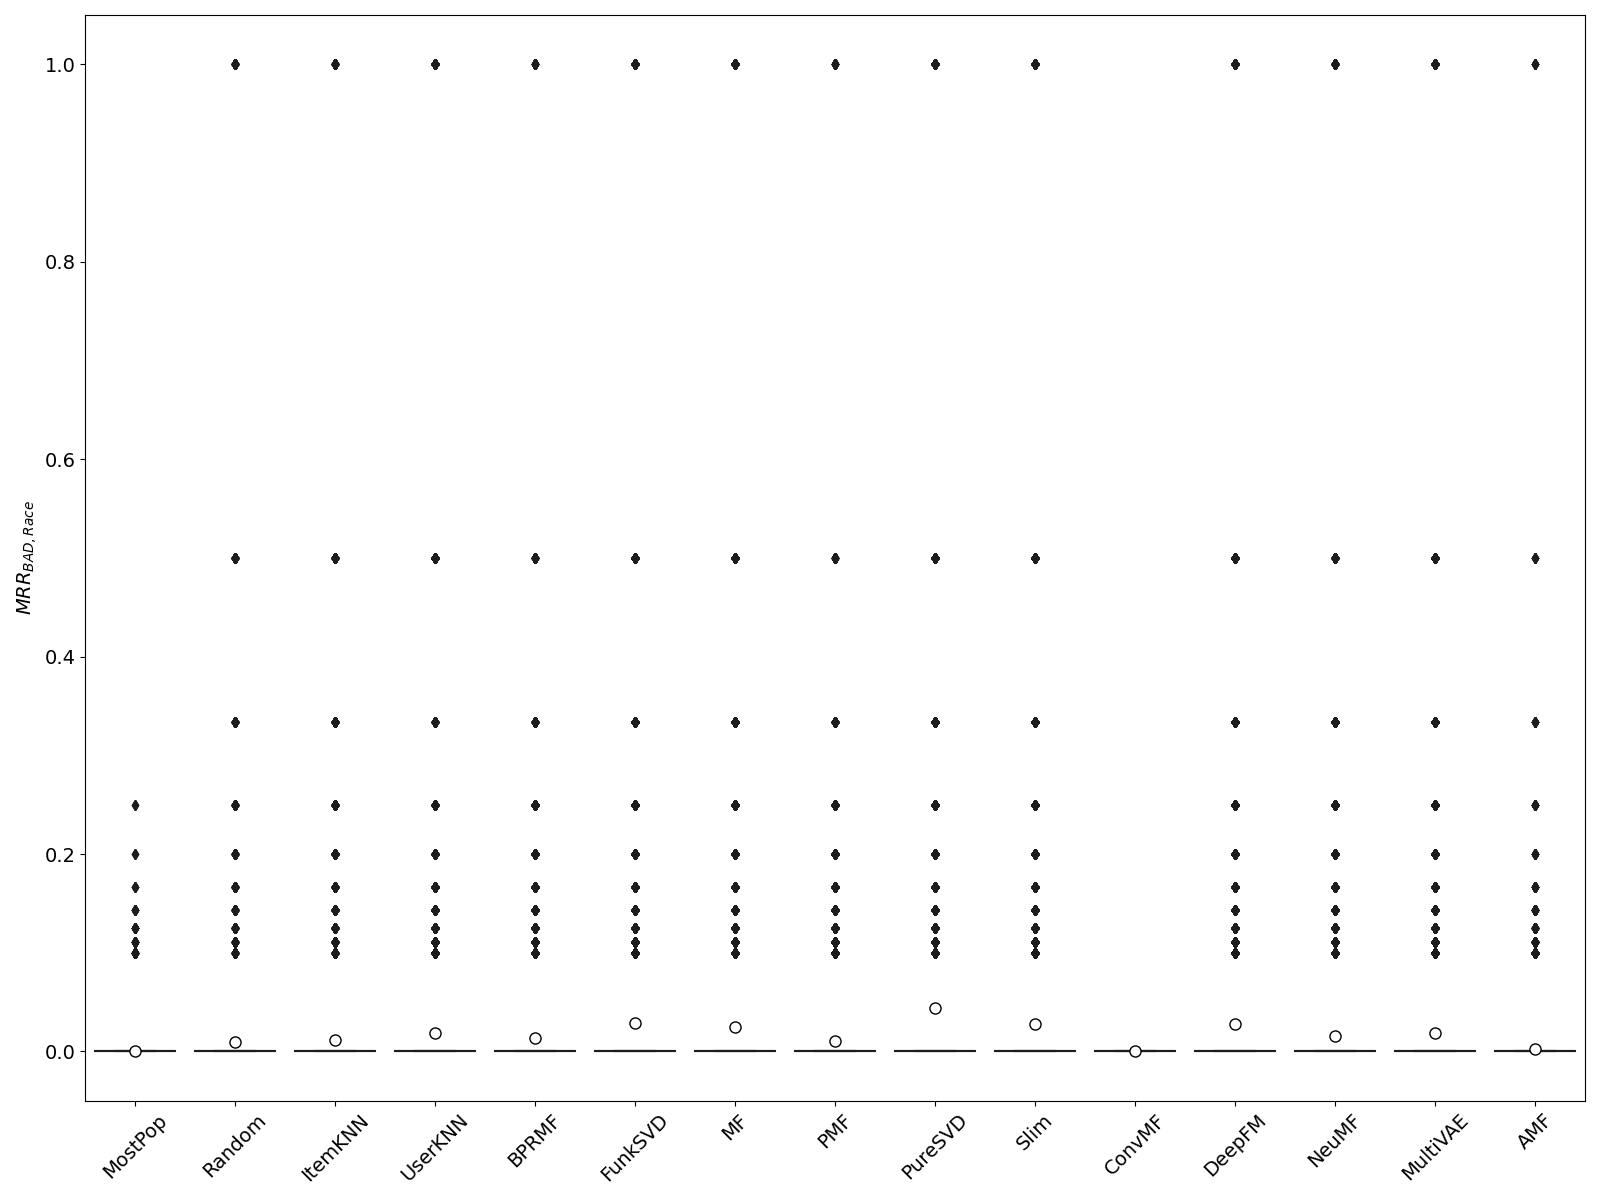 1.0
0.8
0.6
0.4
0.2
0.0
MRR_{BAD, Race}
MostPop
Random
ItemKNN
UserKNN
BPRMF
FunkSVD
MF
PMF
PureSVD
Slim
ConvMF
DeepFM
NeuMF
MultiVAE
AMF